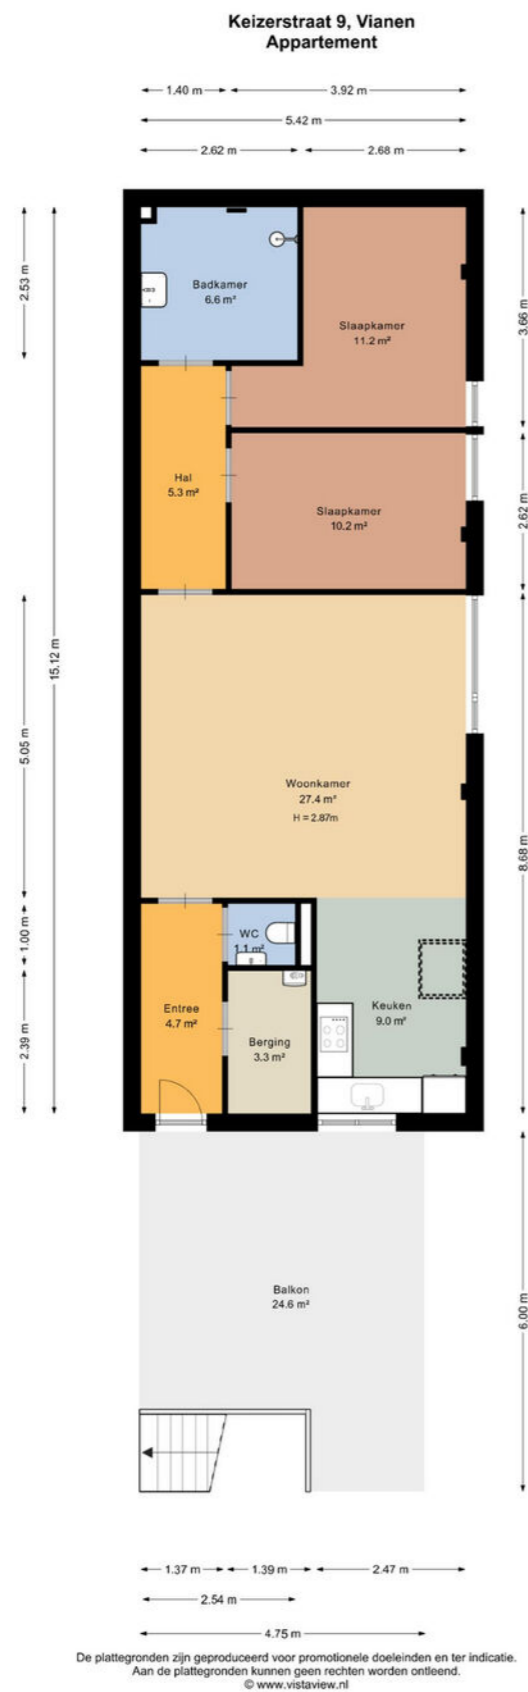 Keizerstraat 9, Vianen
Appartement
1.40 m
3.92 m
5.42 m
2.62 m
2.68 m
2.53 m
15.12 m
5.05 m
1.00 m
2.39 m
3.66 m
2.62 m
8.68 m
6.00 m
Badkamer
6.6 m²
Slaapkamer
11.2 m²
Hal
5.3 m²
Slaapkamer
10.2 m²
Woonkamer
27.4 m²
H = 2.87m
WC
1.1 m²
Entree
4.7 m²
Berging
3.3 m²
Keuken
9.0 m²
Balkon
24.6 m²
1.37 m
1.39 m
2.47 m
2.54 m
4.75 m
De plattegronden zijn geproduceerd voor promotionele doeleinden en ter indicatie.
Aan de plattegronden kunnen geen rechten worden ontleend.
© www.vistaview.nl